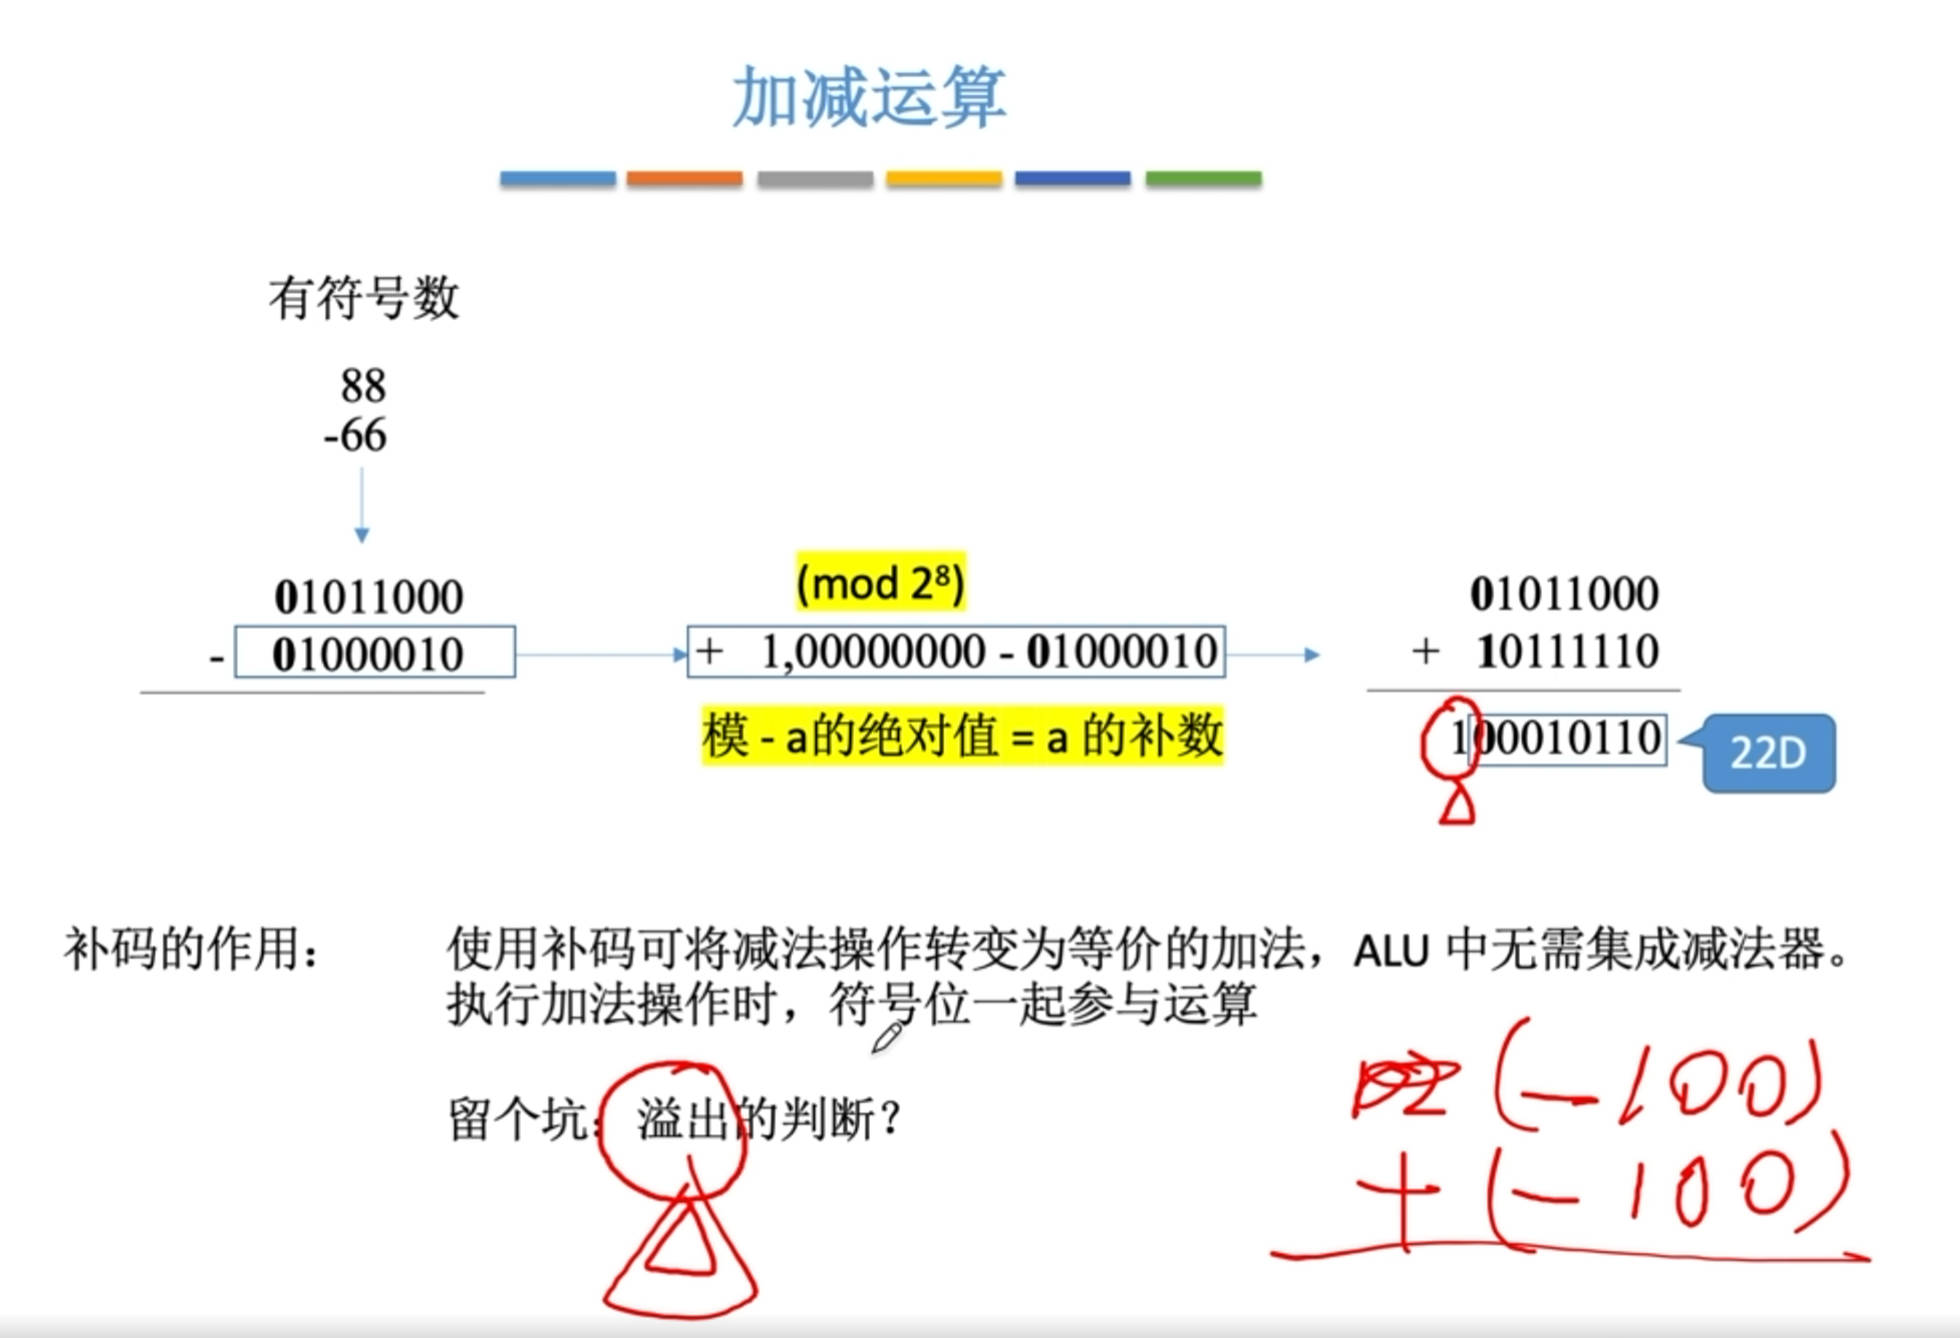 加减运算
有符号数
88
-66
01011000
- 01000010
(mod 2⁸)
+ 1,00000000 - 01000010
模 - a的绝对值 = a 的补数
01011000
+ 10111110
100010110
22D
补码的作用： 使用补码可将减法操作转变为等价的加法，ALU 中无需集成减法器。
执行加法操作时，符号位一起参与运算
留个坑：溢出的判断？
(-100)
+ (-100)